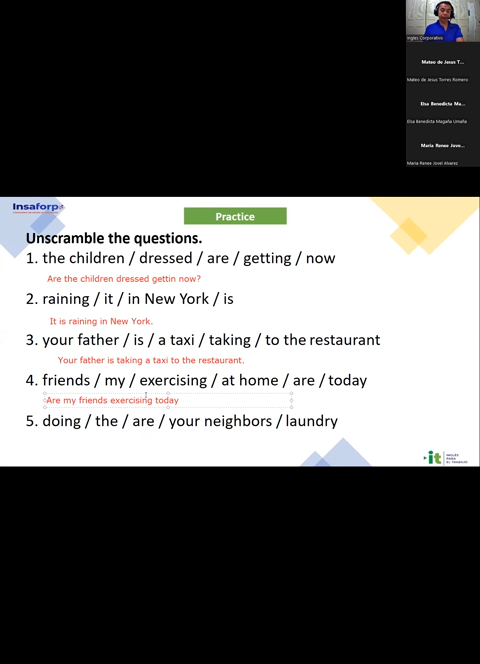 Ingles Corporativo
Mateo de Jesus T...
Mateo de Jesus Torres Romero
Elsa Benedicta Ma...
Elsa Benedicta Magaña Umaña
Maria Renee Jove...
Maria Renee Jovel Alvarez
Insaforp
Practice
Unscramble the questions.
1. the children / dressed / are / getting / now
Are the children dressed gettin now?
2. raining / it / in New York / is
It is raining in New York.
3. your father / is / a taxi / taking / to the restaurant
Your father is taking a taxi to the restaurant.
4. friends / my / exercising / at home / are / today
Are my friends exercising today
5. doing / the / are / your neighbors / laundry
it
INGLÉS
PARA
EL TRABAJO